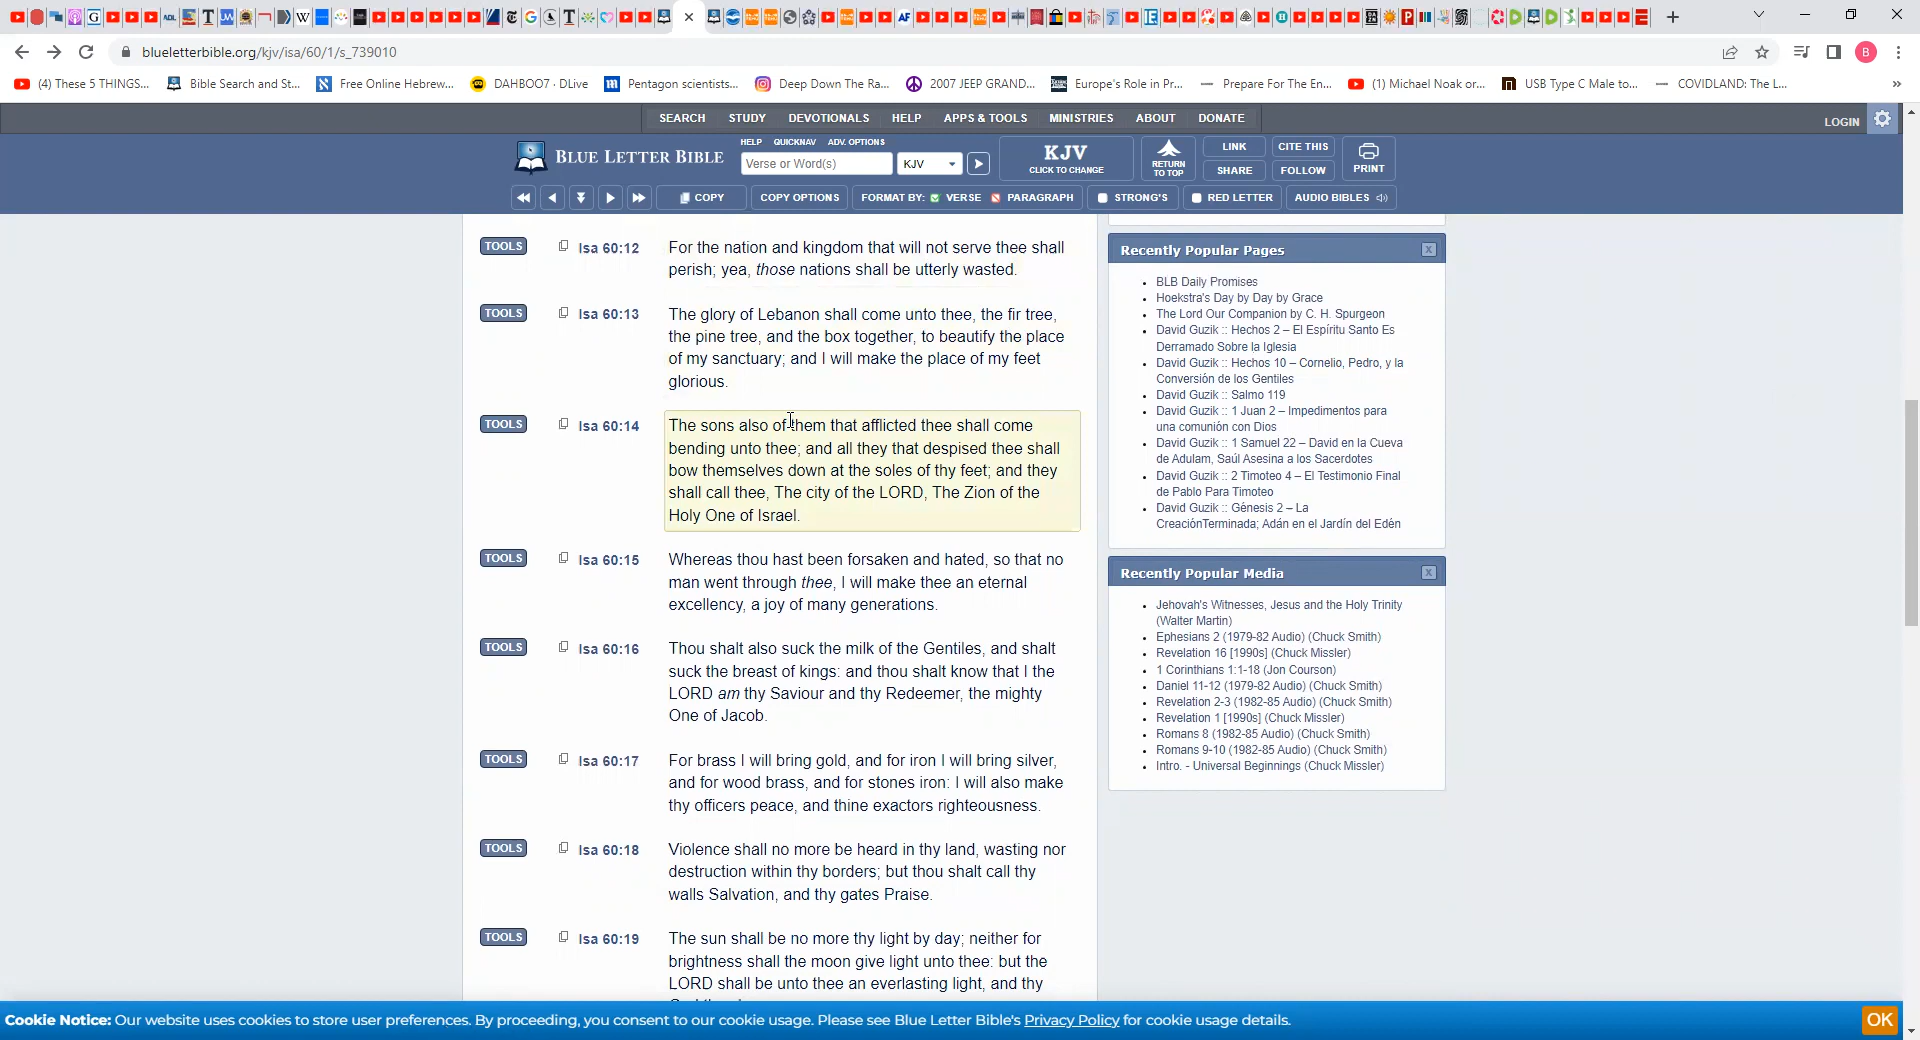 blueletterbible.org/kjv/isa/60/1/s_739010
(4) These 5 THINGS...
Bible Search and St...
Free Online Hebrew...
DAHBOO7 · DLive
Pentagon scientists...
Deep Down The Ra...
2007 JEEP GRAND...
Europe's Role in Pr...
Prepare For The En...
(1) Michael Noak or...
USB Type C Male to...
COVIDLAND: The L...
SEARCH STUDY DEVOTIONALS HELP APPS & TOOLS MINISTRIES ABOUT DONATE
LOGIN
BLUE LETTER BIBLE
HELP QUICKNAV ADV. OPTIONS
Verse or Word(s)
KJV
KJV
CLICK TO CHANGE
RETURN
TO TOP
LINK
CITE THIS
SHARE
FOLLOW
PRINT
COPY
COPY OPTIONS
FORMAT BY: VERSE PARAGRAPH
STRONG'S
RED LETTER
AUDIO BIBLES
TOOLS Isa 60:12 For the nation and kingdom that will not serve thee shall
perish; yea, those nations shall be utterly wasted.
TOOLS Isa 60:13 The glory of Lebanon shall come unto thee, the fir tree,
the pine tree, and the box together, to beautify the place
of my sanctuary; and I will make the place of my feet
glorious.
TOOLS Isa 60:14 The sons also of them that afflicted thee shall come
bending unto thee; and all they that despised thee shall
bow themselves down at the soles of thy feet; and they
shall call thee, The city of the LORD, The Zion of the
Holy One of Israel.
TOOLS Isa 60:15 Whereas thou hast been forsaken and hated, so that no
man went through thee, I will make thee an eternal
excellency, a joy of many generations.
TOOLS Isa 60:16 Thou shalt also suck the milk of the Gentiles, and shalt
suck the breast of kings: and thou shalt know that I the
LORD am thy Saviour and thy Redeemer, the mighty
One of Jacob.
TOOLS Isa 60:17 For brass I will bring gold, and for iron I will bring silver,
and for wood brass, and for stones iron: I will also make
thy officers peace, and thine exactors righteousness.
TOOLS Isa 60:18 Violence shall no more be heard in thy land, wasting nor
destruction within thy borders; but thou shalt call thy
walls Salvation, and thy gates Praise.
TOOLS Isa 60:19 The sun shall be no more thy light by day; neither for
brightness shall the moon give light unto thee: but the
LORD shall be unto thee an everlasting light, and thy
Recently Popular Pages
BLB Daily Promises
Hoekstra's Day by Day by Grace
The Lord Our Companion by C. H. Spurgeon
David Guzik :: Hechos 2 – El Espíritu Santo Es
Derramado Sobre la Iglesia
David Guzik :: Hechos 10 – Cornelio, Pedro, y la
Conversión de los Gentiles
David Guzik :: Salmo 119
David Guzik :: 1 Juan 2 – Impedimentos para
una comunión con Dios
David Guzik :: 1 Samuel 22 – David en la Cueva
de Adulam, Saúl Asesina a los Sacerdotes
David Guzik :: 2 Timoteo 4 – El Testimonio Final
de Pablo Para Timoteo
David Guzik :: Génesis 2 – La
CreaciónTerminada; Adán en el Jardín del Edén
Recently Popular Media
Jehovah's Witnesses, Jesus and the Holy Trinity
(Walter Martin)
Ephesians 2 (1979-82 Audio) (Chuck Smith)
Revelation 16 [1990s] (Chuck Missler)
1 Corinthians 1:1-18 (Jon Courson)
Daniel 11-12 (1979-82 Audio) (Chuck Smith)
Revelation 2-3 (1982-85 Audio) (Chuck Smith)
Revelation 1 [1990s] (Chuck Missler)
Romans 8 (1982-85 Audio) (Chuck Smith)
Romans 9-10 (1982-85 Audio) (Chuck Smith)
Intro. - Universal Beginnings (Chuck Missler)
Cookie Notice: Our website uses cookies to store user preferences. By proceeding, you consent to our cookie usage. Please see Blue Letter Bible's Privacy Policy for cookie usage details.
OK